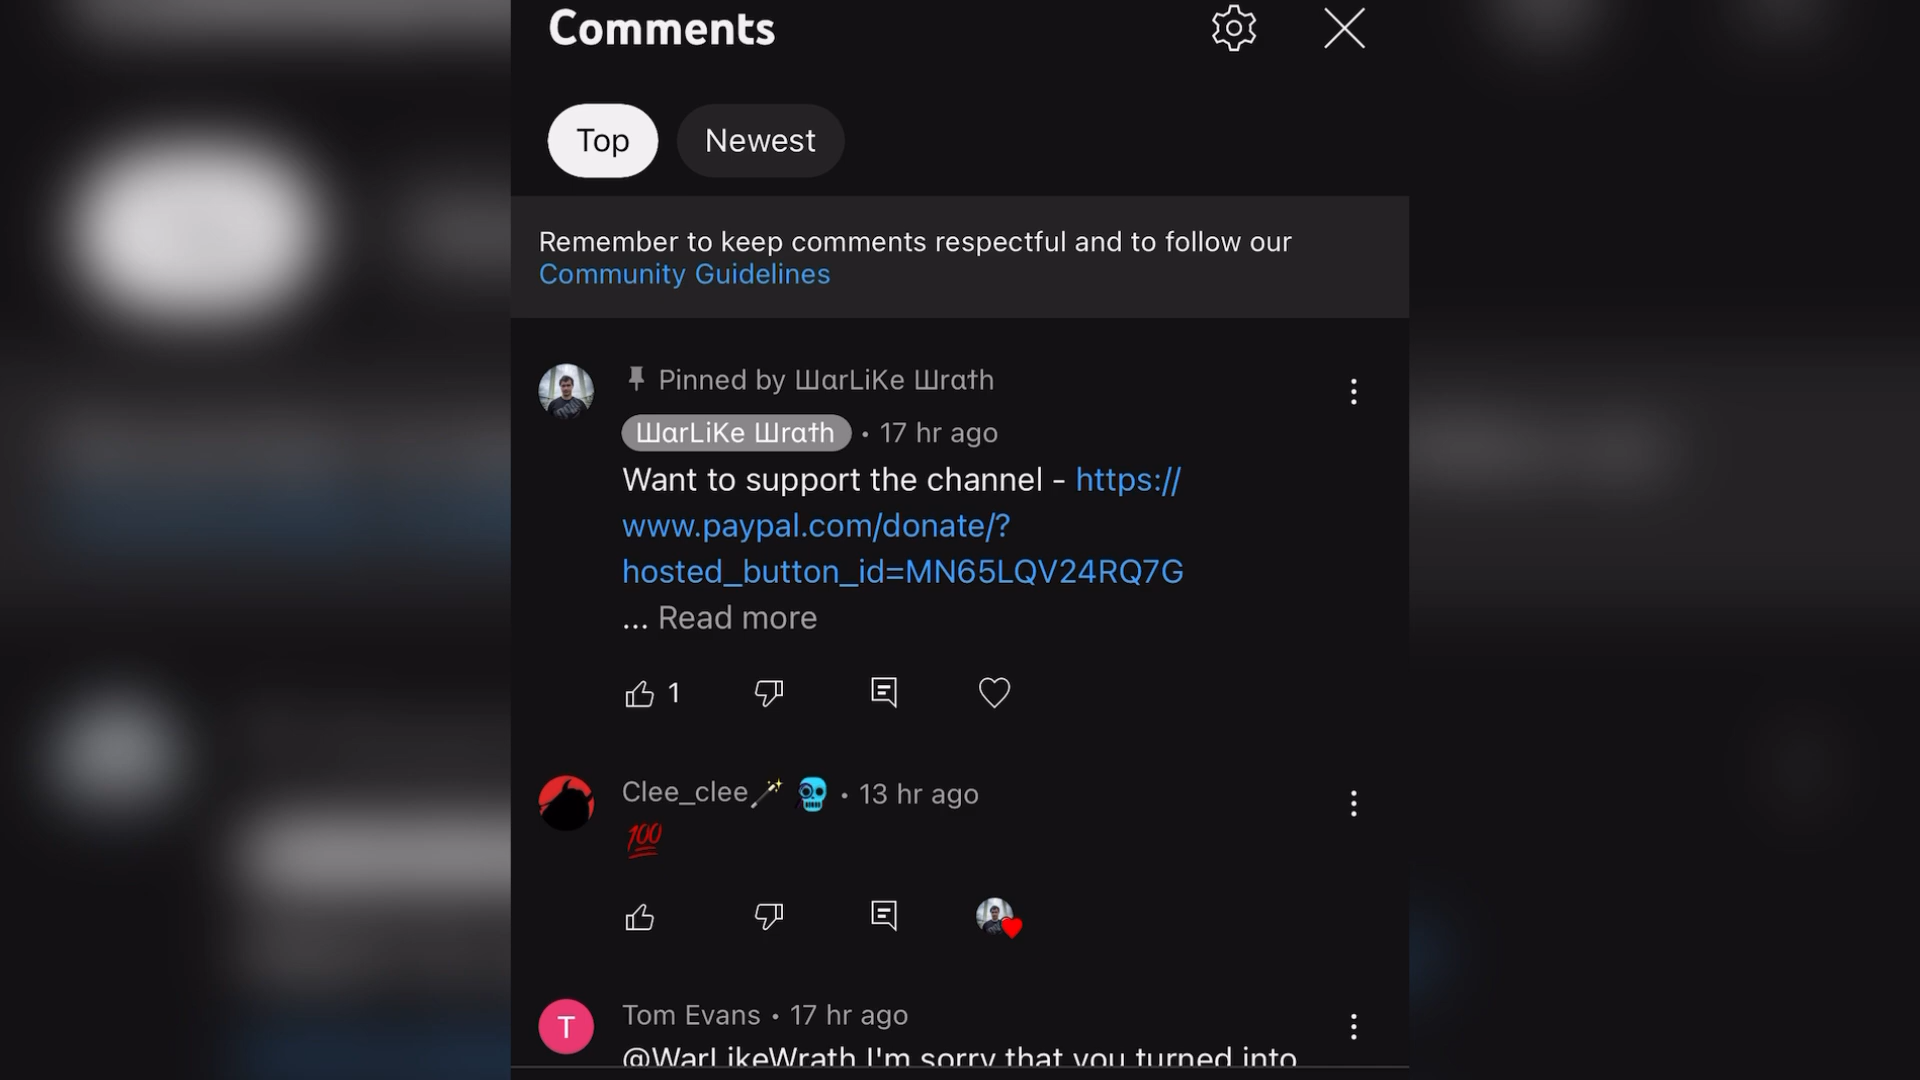 Comments
Top
Newest
Remember to keep comments respectful and to follow our
Community Guidelines
Pinned by ШarLiKe Шrαth
ШarLiKe Шrαth • 17 hr ago
Want to support the channel - https://
www.paypal.com/donate/?
hosted_button_id=MN65LQV24RQ7G
... Read more
1
Clee_clee🪄 • 13 hr ago
💯
T
Tom Evans • 17 hr ago
@WarLikeWrath I'm sorry that you turned into